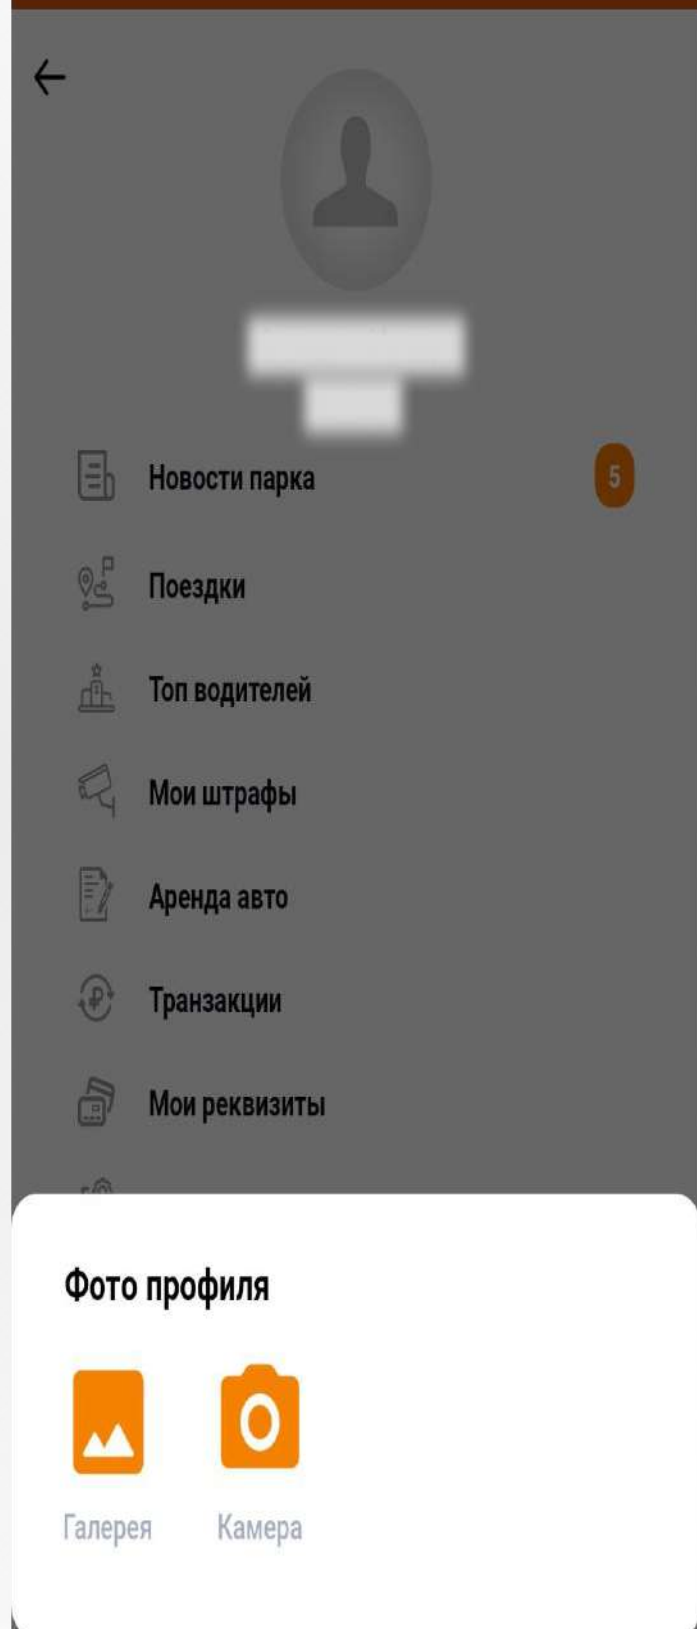 Новости парка
5
Поездки
Топ водителей
Мои штрафы
Аренда авто
Транзакции
Мои реквизиты
Фото профиля
Галерея
Камера